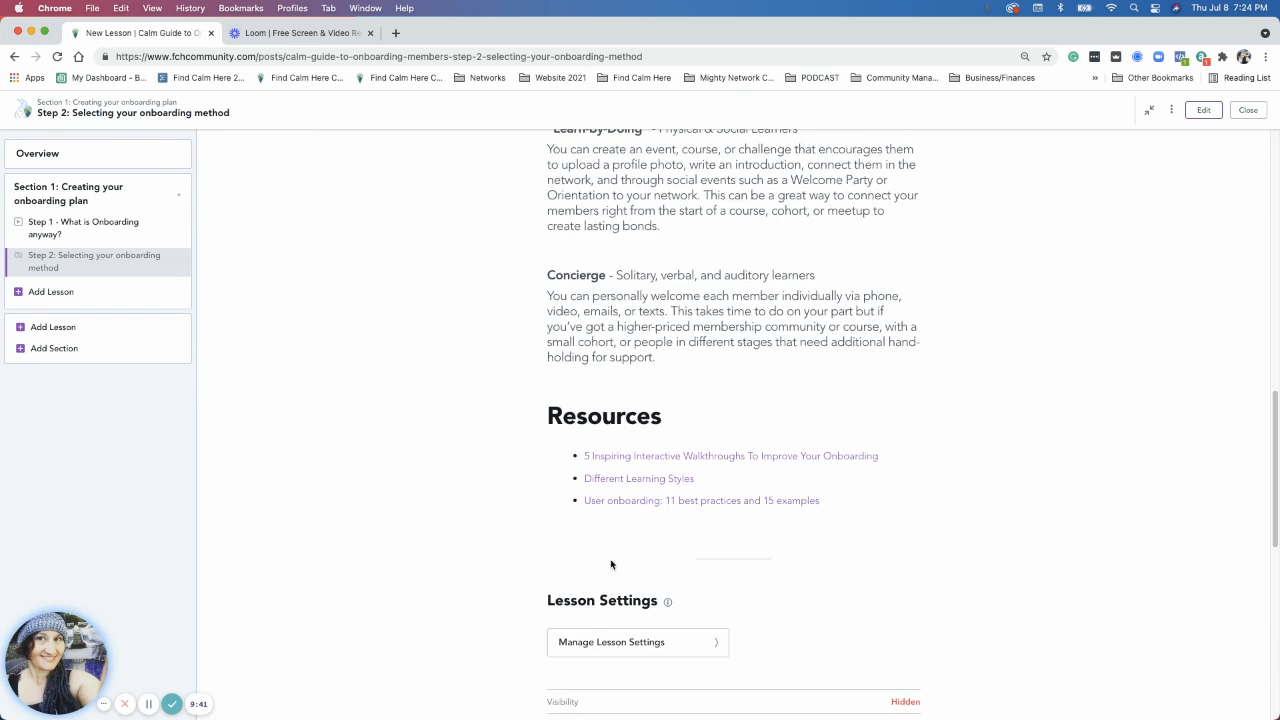 Chrome File Edit View History Bookmarks Profiles Tab Window Help
Thu Jul 8 7:24 PM
New Lesson | Calm Guide to O
Loom | Free Screen & Video Re
https://www.fchcommunity.com/posts/calm-guide-to-onboarding-members-step-2-selecting-your-onboarding-method
Apps My Dashboard - B... Find Calm Here 2... Find Calm Here C... Find Calm Here C... Networks Website 2021 Find Calm Here Mighty Network C... PODCAST Community Mana... Business/Finances » Other Bookmarks Reading List
Section 1: Creating your onboarding plan
Step 2: Selecting your onboarding method
Edit
Close
Overview
Section 1: Creating your
onboarding plan
Step 1 - What is Onboarding
anyway?
Step 2: Selecting your onboarding
method
Add Lesson
Add Lesson
Add Section
Learn-by-Doing - Physical & Social Learners
You can create an event, course, or challenge that encourages them
to upload a profile photo, write an introduction, connect them in the
network, and through social events such as a Welcome Party or
Orientation to your network. This can be a great way to connect your
members right from the start of a course, cohort, or meetup to
create lasting bonds.
Concierge - Solitary, verbal, and auditory learners
You can personally welcome each member individually via phone,
video, emails, or texts. This takes time to do on your part but if
you've got a higher-priced membership community or course, with a
small cohort, or people in different stages that need additional hand-
holding for support.
Resources
• 5 Inspiring Interactive Walkthroughs To Improve Your Onboarding
• Different Learning Styles
• User onboarding: 11 best practices and 15 examples
Lesson Settings
Manage Lesson Settings
Visibility
Hidden
9:41